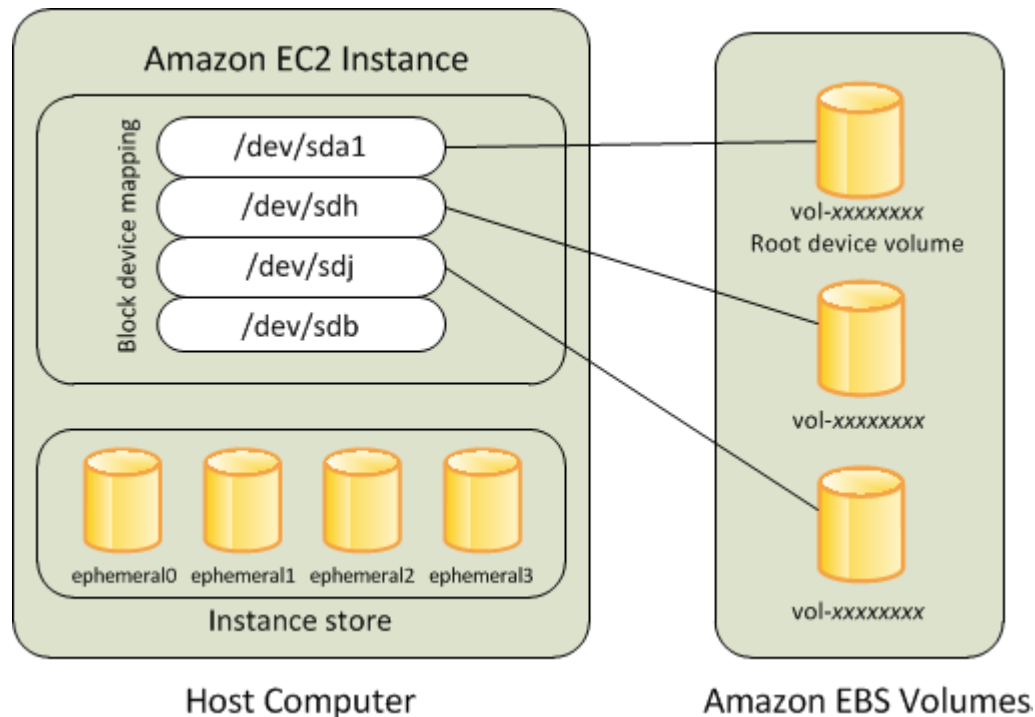 Amazon EC2 Instance
Block device mapping
/dev/sda1
/dev/sdh
/dev/sdj
/dev/sdb
ephemeral0 ephemeral1 ephemeral2 ephemeral3
Instance store
Host Computer
vol-xxxxxxxx
Root device volume
vol-xxxxxxxx
vol-xxxxxxxx
Amazon EBS Volumes